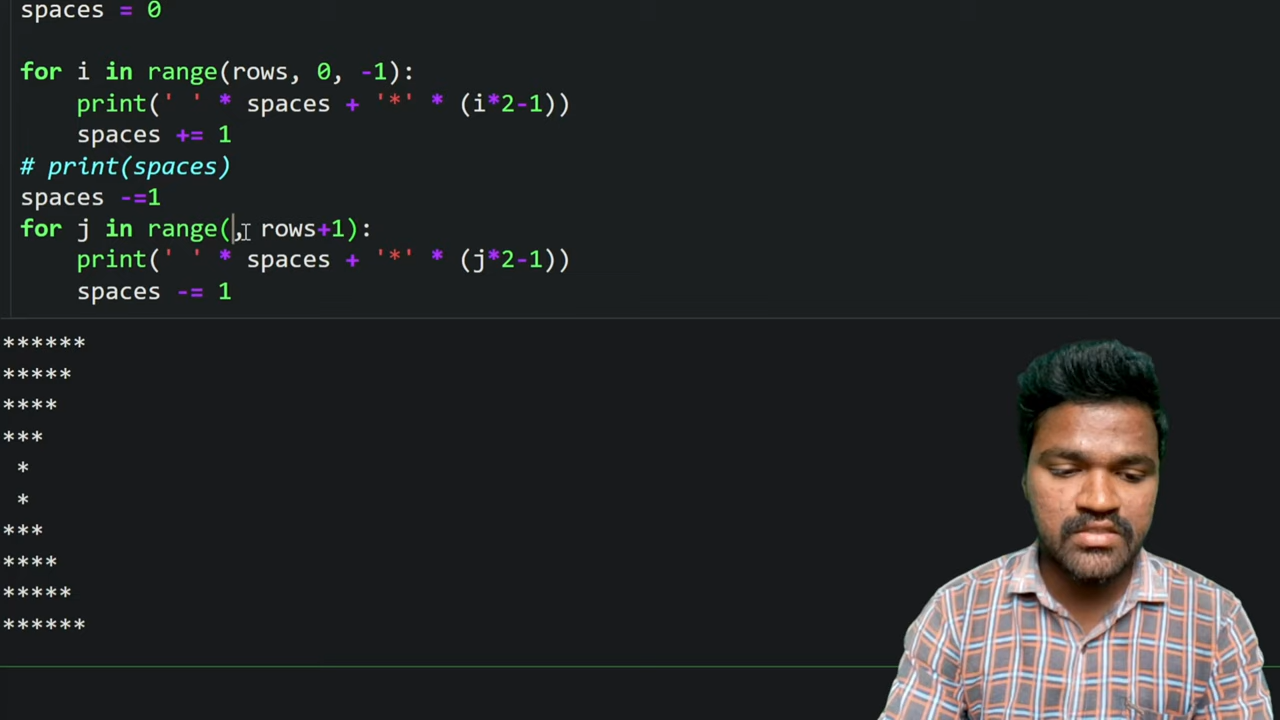 spaces = 0
for i in range(rows, 0, -1):
    print(' ' * spaces + '*' * (i*2-1))
    spaces += 1
# print(spaces)
spaces -=1
for j in range(, rows+1):
    print(' ' * spaces + '*' * (j*2-1))
    spaces -= 1
******
*****
****
***
 *
 *
***
****
*****
******